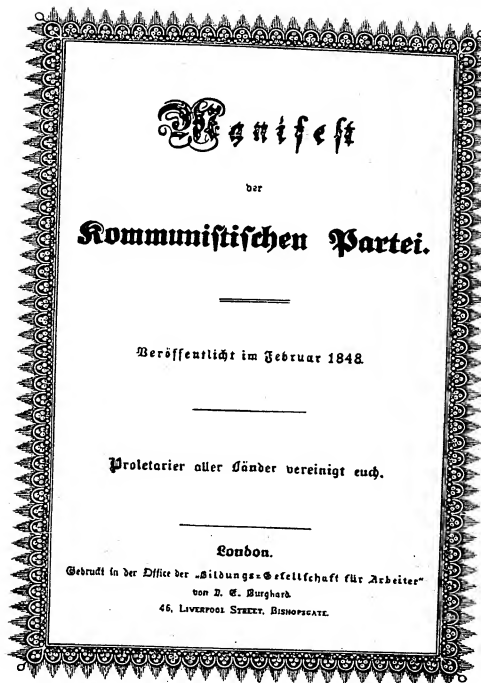 Manifest
der
Kommunistischen Partei.
Veröffentlicht im Februar 1848.
Proletarier aller Länder vereinigt euch.
London.
Gedruckt in der Office der „Bildungs=Gesellschaft für Arbeiter“
von J. E. Burghard.
46, LIVERPOOL STREET, BISHOPSGATE.